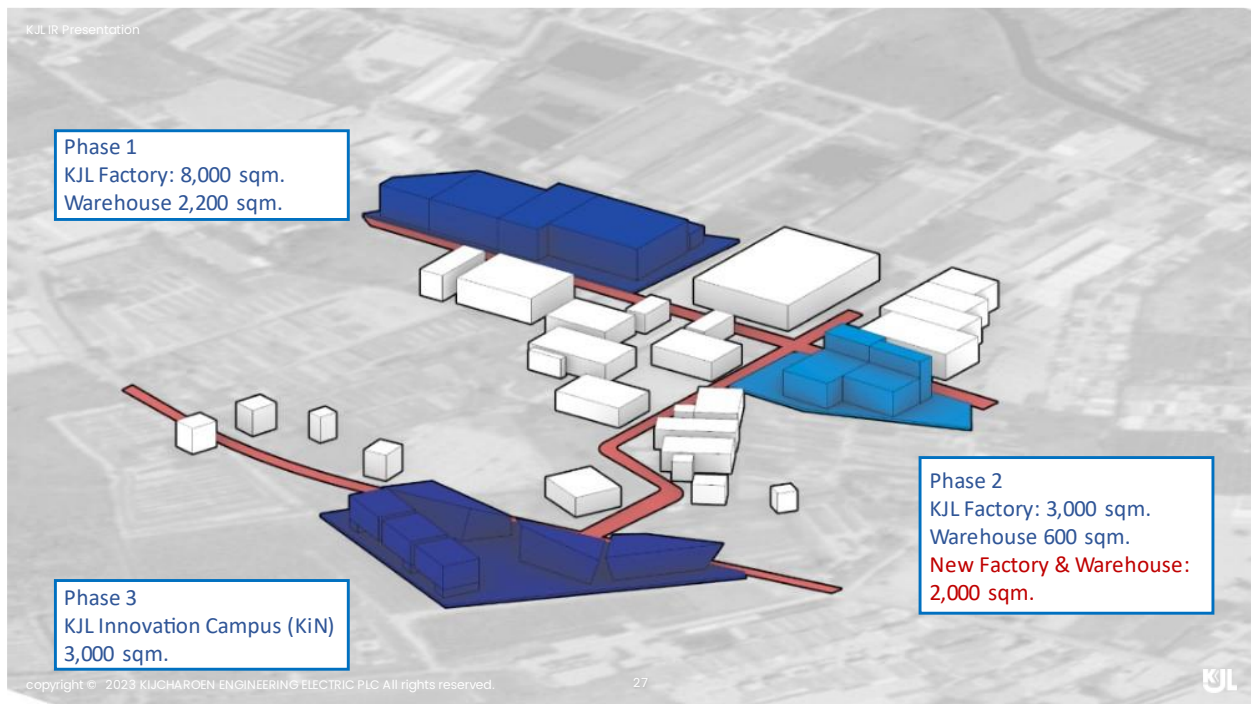 KJL IR Presentation
Phase 1
KJL Factory: 8,000 sqm.
Warehouse 2,200 sqm.
Phase 2
KJL Factory: 3,000 sqm.
Warehouse 600 sqm.
New Factory & Warehouse:
2,000 sqm.
Phase 3
KJL Innovation Campus (KiN)
3,000 sqm.
copyright © 2023 KIJCHAROEN ENGINEERING ELECTRIC PLC All rights reserved.
27
KJL